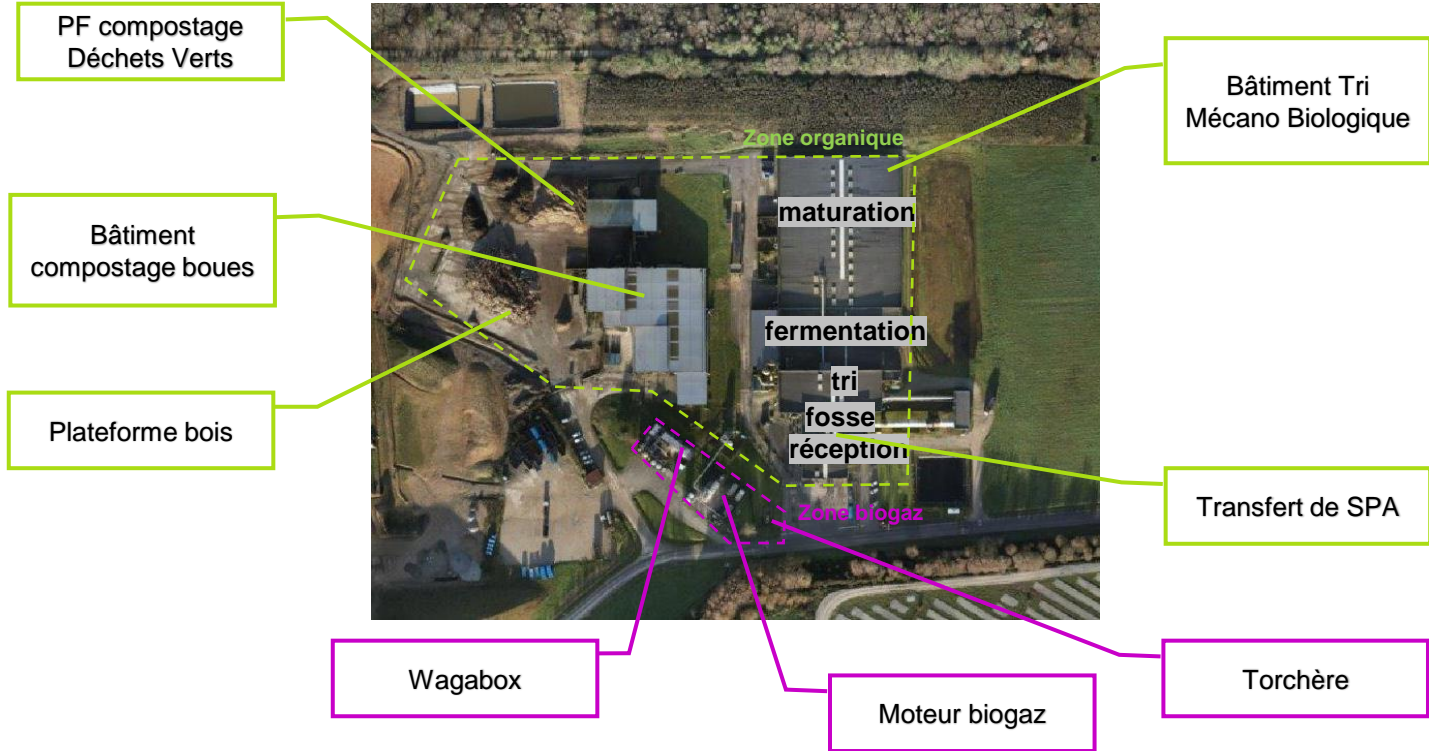 PF compostage
Déchets Verts
Bâtiment Tri
Mécano Biologique
Zone organique
maturation
Bâtiment
compostage boues
fermentation
tri
fosse
réception
Plateforme bois
Transfert de SPA
Zone biogaz
Wagabox
Moteur biogaz
Torchère